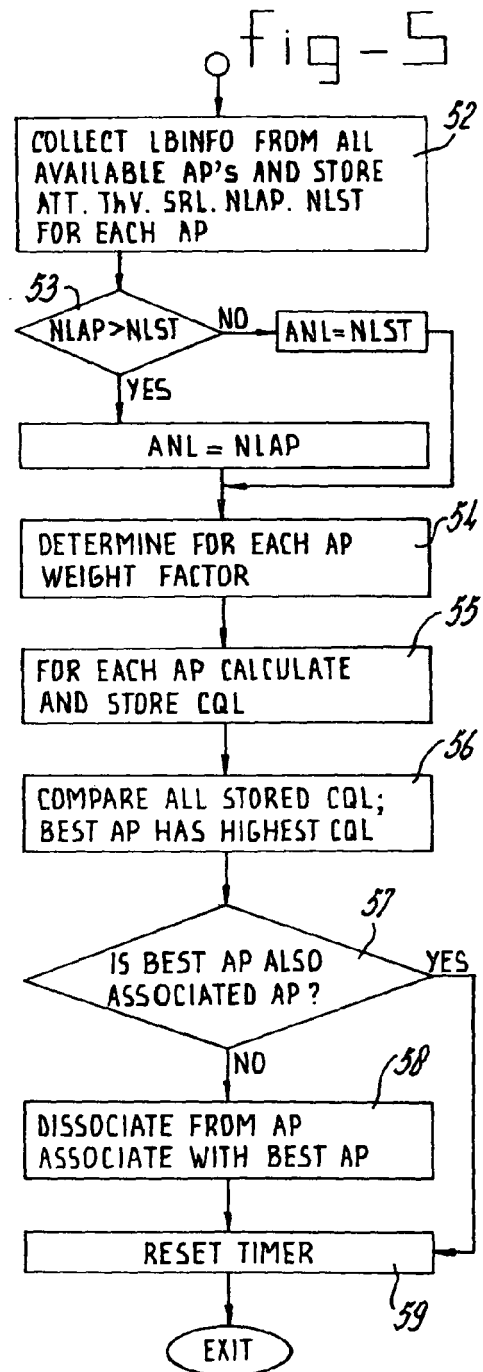 fig-5
52
COLLECT LBINFO FROM ALL
AVAILABLE AP's AND STORE
ATT. ThV. SRL. NLAP. NLST
FOR EACH AP
53
NLAP>NLST
NO
ANL=NLST
YES
ANL = NLAP
54
DETERMINE FOR EACH AP
WEIGHT FACTOR
55
FOR EACH AP CALCULATE
AND STORE CQL
56
COMPARE ALL STORED CQL;
BEST AP HAS HIGHEST CQL
57
IS BEST AP ALSO
ASSOCIATED AP?
YES
NO
58
DISSOCIATE FROM AP
ASSOCIATE WITH BEST AP
RESET TIMER
59
EXIT